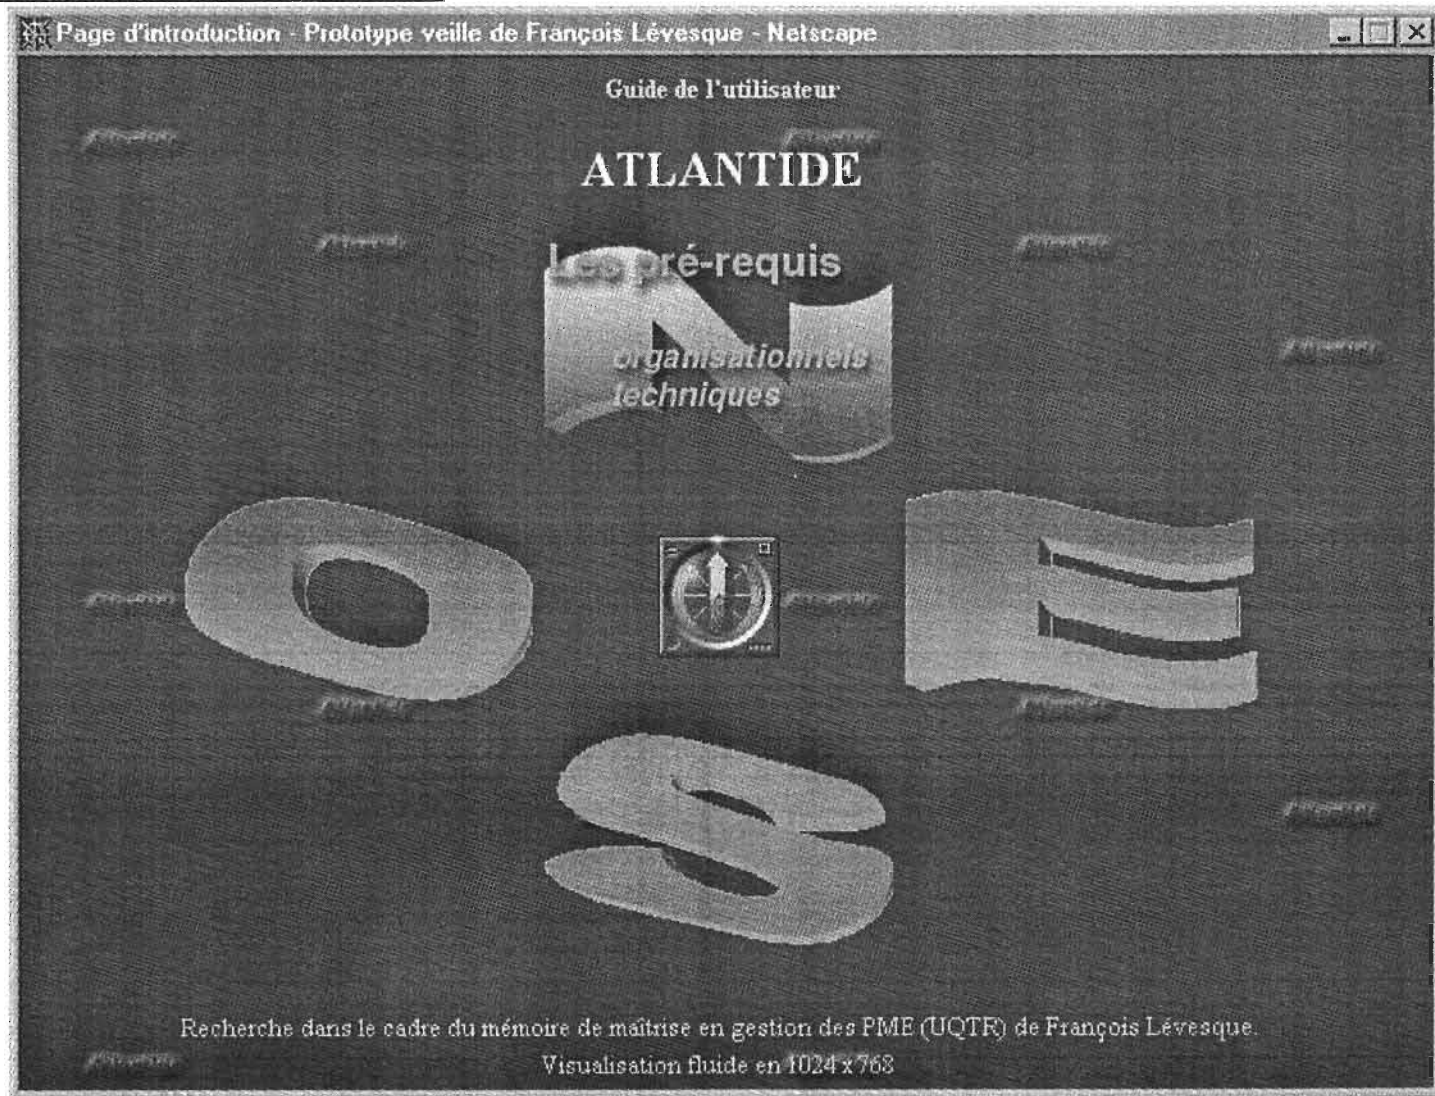 Page d'introduction - Prototype veille de François Lévesque - Netscape
Guide de l'utilisateur
ATLANTIDE
Les pré-requis
N
organisationnels
techniques
O
E
S
Recherche dans le cadre du mémoire de maîtrise en gestion des PME (UQTR) de François Lévesque.
Visualisation fluide en 1024 x 768